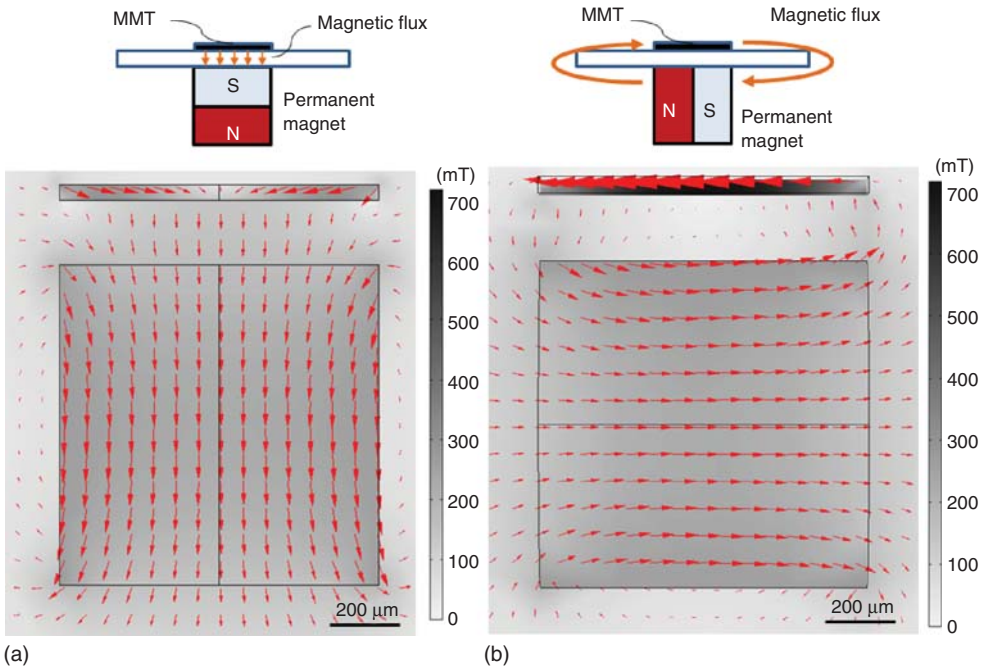 MMT
Magnetic flux
S
N
Permanent
magnet
(mT)
700
600
500
400
300
200
100
0
200 µm
(a)
MMT
Magnetic flux
N
S
Permanent
magnet
(mT)
700
600
500
400
300
200
100
0
200 µm
(b)